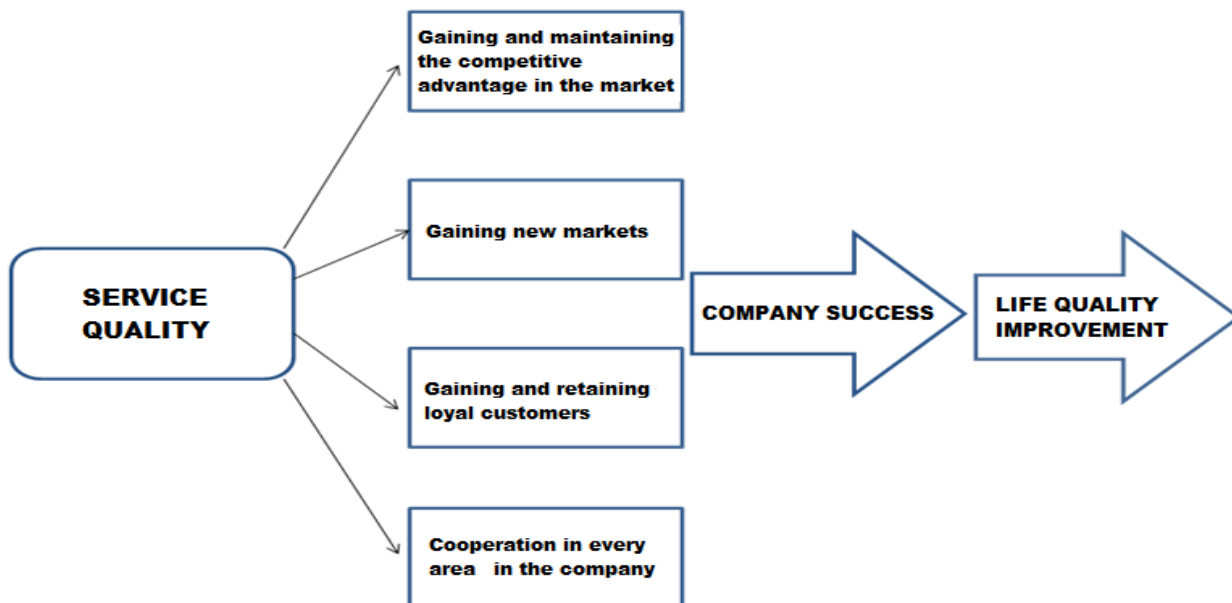 Gaining and maintaining
the competitive
advantage in the market
Gaining new markets
SERVICE
QUALITY
COMPANY SUCCESS
LIFE QUALITY
IMPROVEMENT
Gaining and retaining
loyal customers
Cooperation in every
area in the company